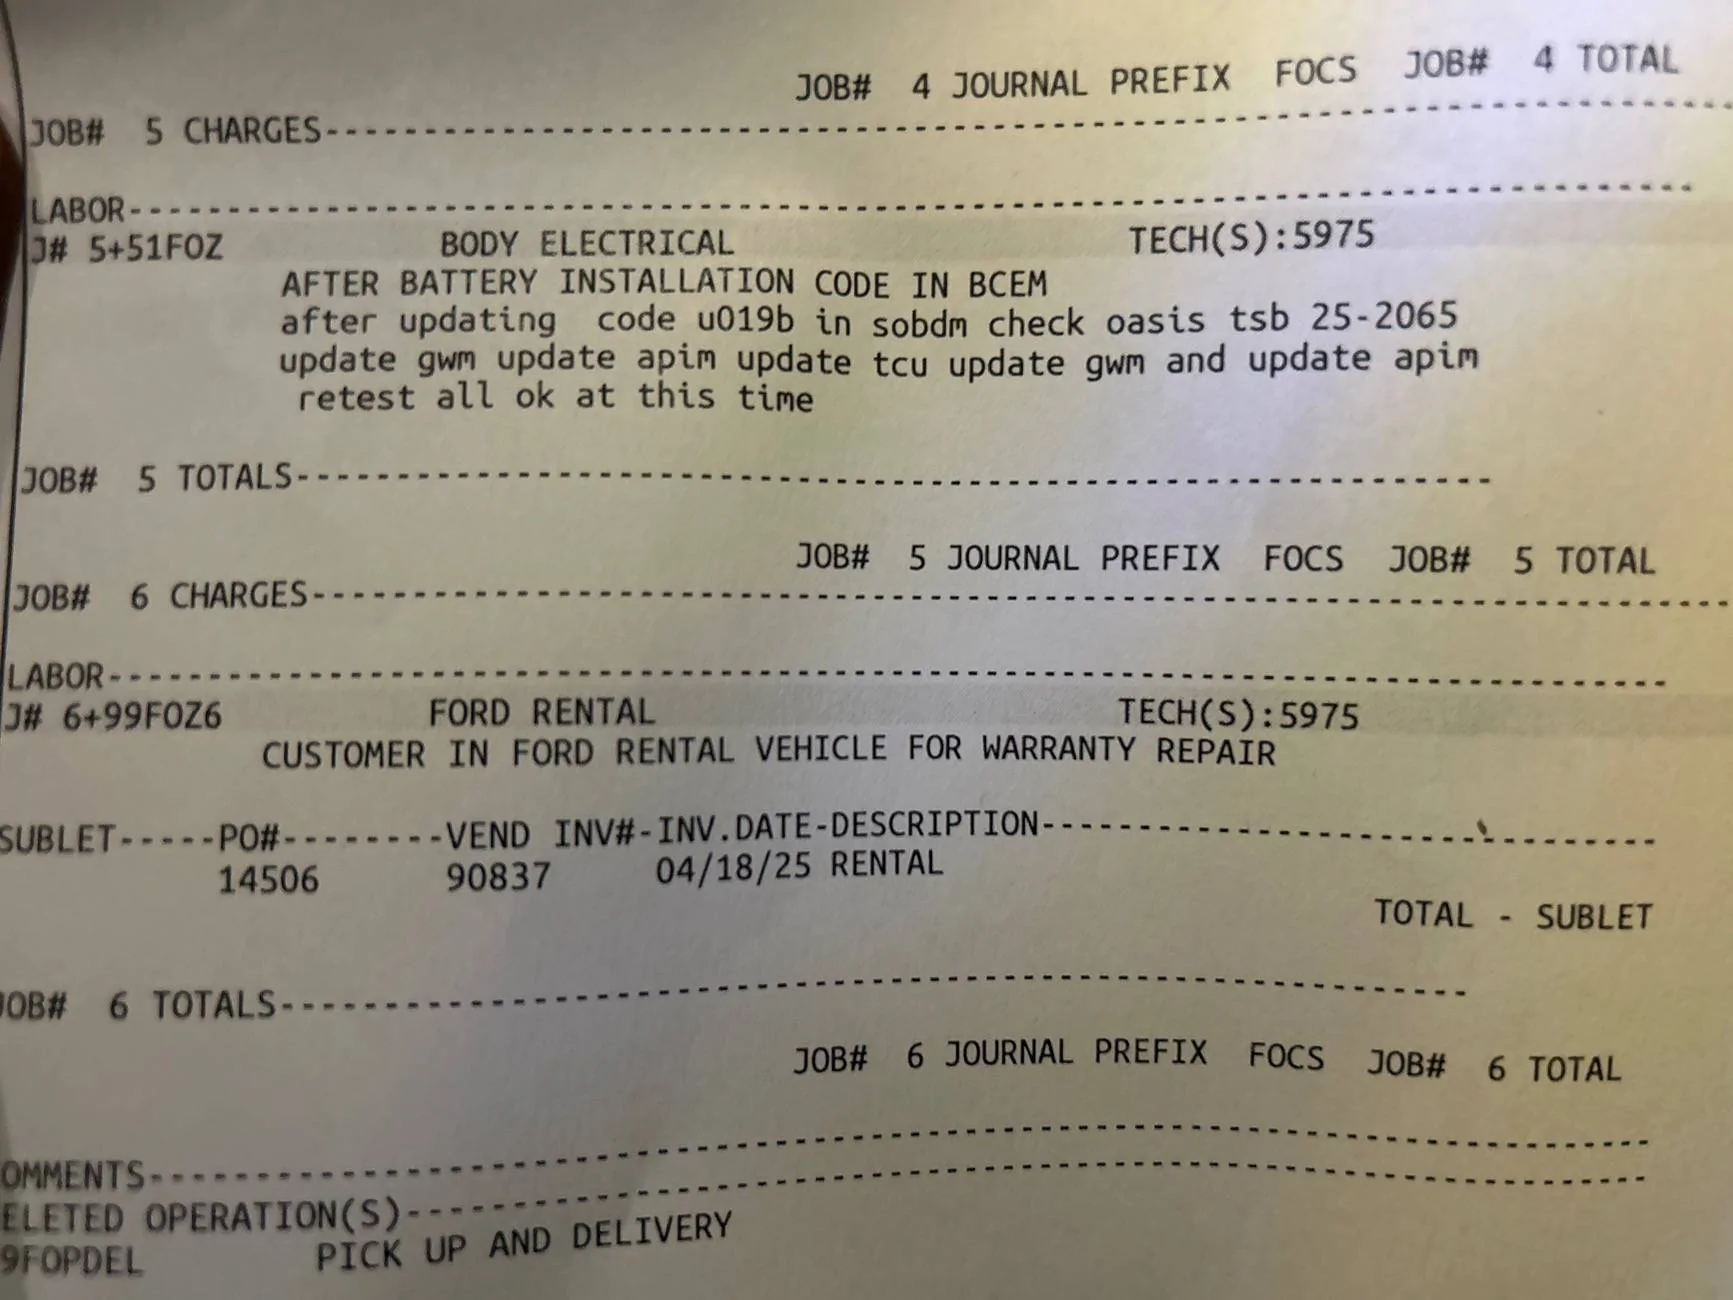 JOB# 4 JOURNAL PREFIX FOCS JOB# 4 TOTAL
JOB# 5 CHARGES-----------------------------------------------------------------------
LABOR--------------------------------------------------------------------------------
J# 5+51FOZ BODY ELECTRICAL TECH(S):5975
AFTER BATTERY INSTALLATION CODE IN BCEM
after updating code u019b in sobdm check oasis tsb 25-2065
update gwm update apim update tcu update gwm and update apim
retest all ok at this time
JOB# 5 TOTALS------------------------------------------------------------
JOB# 5 JOURNAL PREFIX FOCS JOB# 5 TOTAL
JOB# 6 CHARGES-----------------------------------------------------------------------
LABOR--------------------------------------------------------------------------------
J# 6+99FOZ6 FORD RENTAL TECH(S):5975
CUSTOMER IN FORD RENTAL VEHICLE FOR WARRANTY REPAIR
SUBLET-----PO#--------VEND INV#-INV.DATE-DESCRIPTION-------------------------------
14506 90837 04/18/25 RENTAL
TOTAL - SUBLET
JOB# 6 TOTALS------------------------------------------------------------
JOB# 6 JOURNAL PREFIX FOCS JOB# 6 TOTAL
OMMENTS---------------------------------------------------------------------------
ELETED OPERATION(S)--------------------------------------------------------------
9FOPDEL PICK UP AND DELIVERY